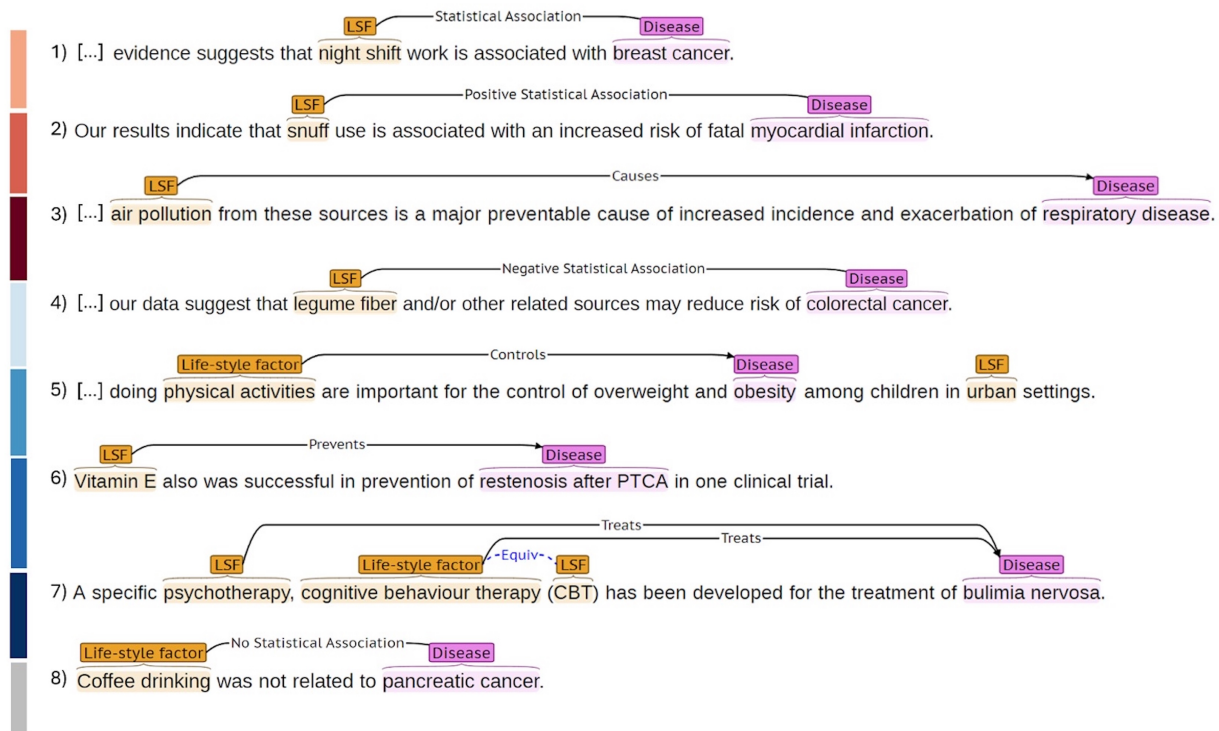 LSF Statistical Association Disease
1) [...] evidence suggests that night shift work is associated with breast cancer.
LSF Positive Statistical Association Disease
2) Our results indicate that snuff use is associated with an increased risk of fatal myocardial infarction.
LSF Causes Disease
3) [...] air pollution from these sources is a major preventable cause of increased incidence and exacerbation of respiratory disease.
LSF Negative Statistical Association Disease
4) [...] our data suggest that legume fiber and/or other related sources may reduce risk of colorectal cancer.
Life-style factor Controls Disease LSF
5) [...] doing physical activities are important for the control of overweight and obesity among children in urban settings.
LSF Prevents Disease
6) Vitamin E also was successful in prevention of restenosis after PTCA in one clinical trial.
Treats
Treats
LSF Life-style factor Equiv LSF Disease
7) A specific psychotherapy, cognitive behaviour therapy (CBT) has been developed for the treatment of bulimia nervosa.
Life-style factor No Statistical Association Disease
8) Coffee drinking was not related to pancreatic cancer.